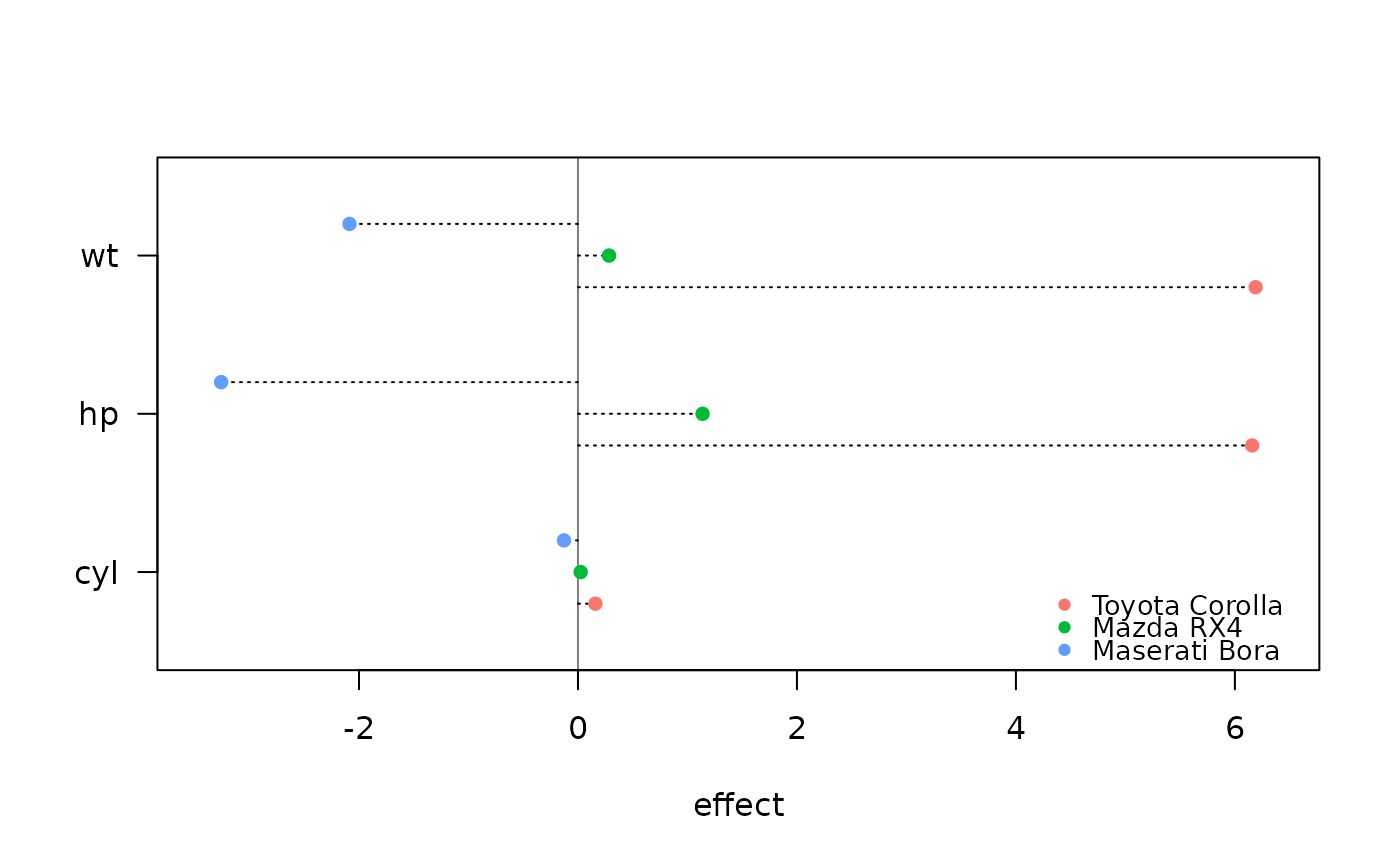 wt
hp
cyl
Toyota Corolla
Mazda RX4
Maserati Bora
-2 0 2 4 6
effect